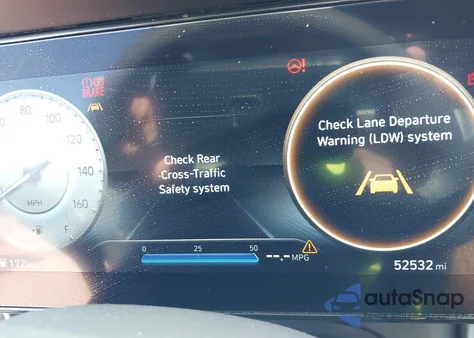 BRAKE
80
120
140
160
MPH
F
172
Check Rear
Cross-Traffic
Safety system
0 25 50
--.- MPG
Check Lane Departure
Warning (LDW) system
52532 mi
autoSnap